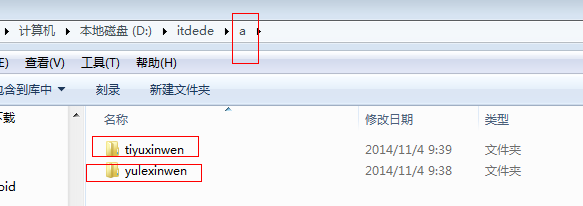 计算机 本地磁盘 (D:) itdede a
E) 查看(V) 工具(T) 帮助(H)
包含到库中 刻录 新建文件夹
下载 名称 修改日期 类型
tiyuxinwen 2014/11/4 9:39 文件夹
yulexinwen 2014/11/4 9:38 文件夹
oid